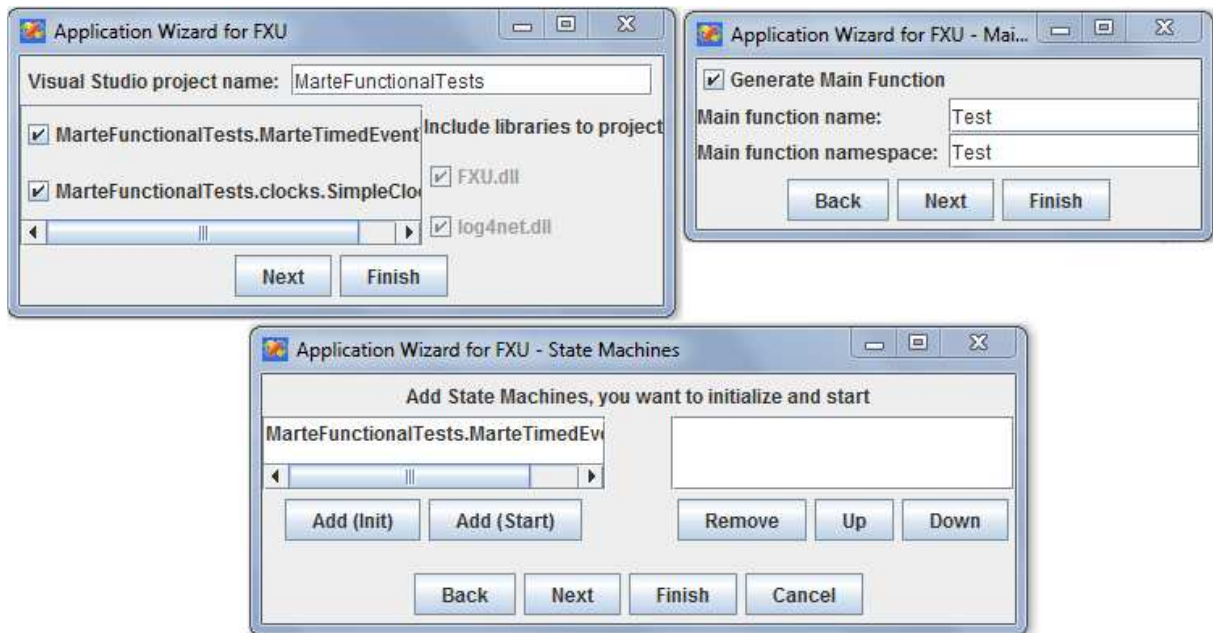 Application Wizard for FXU
Visual Studio project name: MarteFunctionalTests
MarteFunctionalTests.MarteTimedEvent
MarteFunctionalTests.clocks.SimpleClo
Include libraries to project
FXU.dll
log4net.dll
Next Finish
Application Wizard for FXU - Mai...
Generate Main Function
Main function name: Test
Main function namespace: Test
Back Next Finish
Application Wizard for FXU - State Machines
Add State Machines, you want to initialize and start
MarteFunctionalTests.MarteTimedEve
Add (Init) Add (Start) Remove Up Down
Back Next Finish Cancel